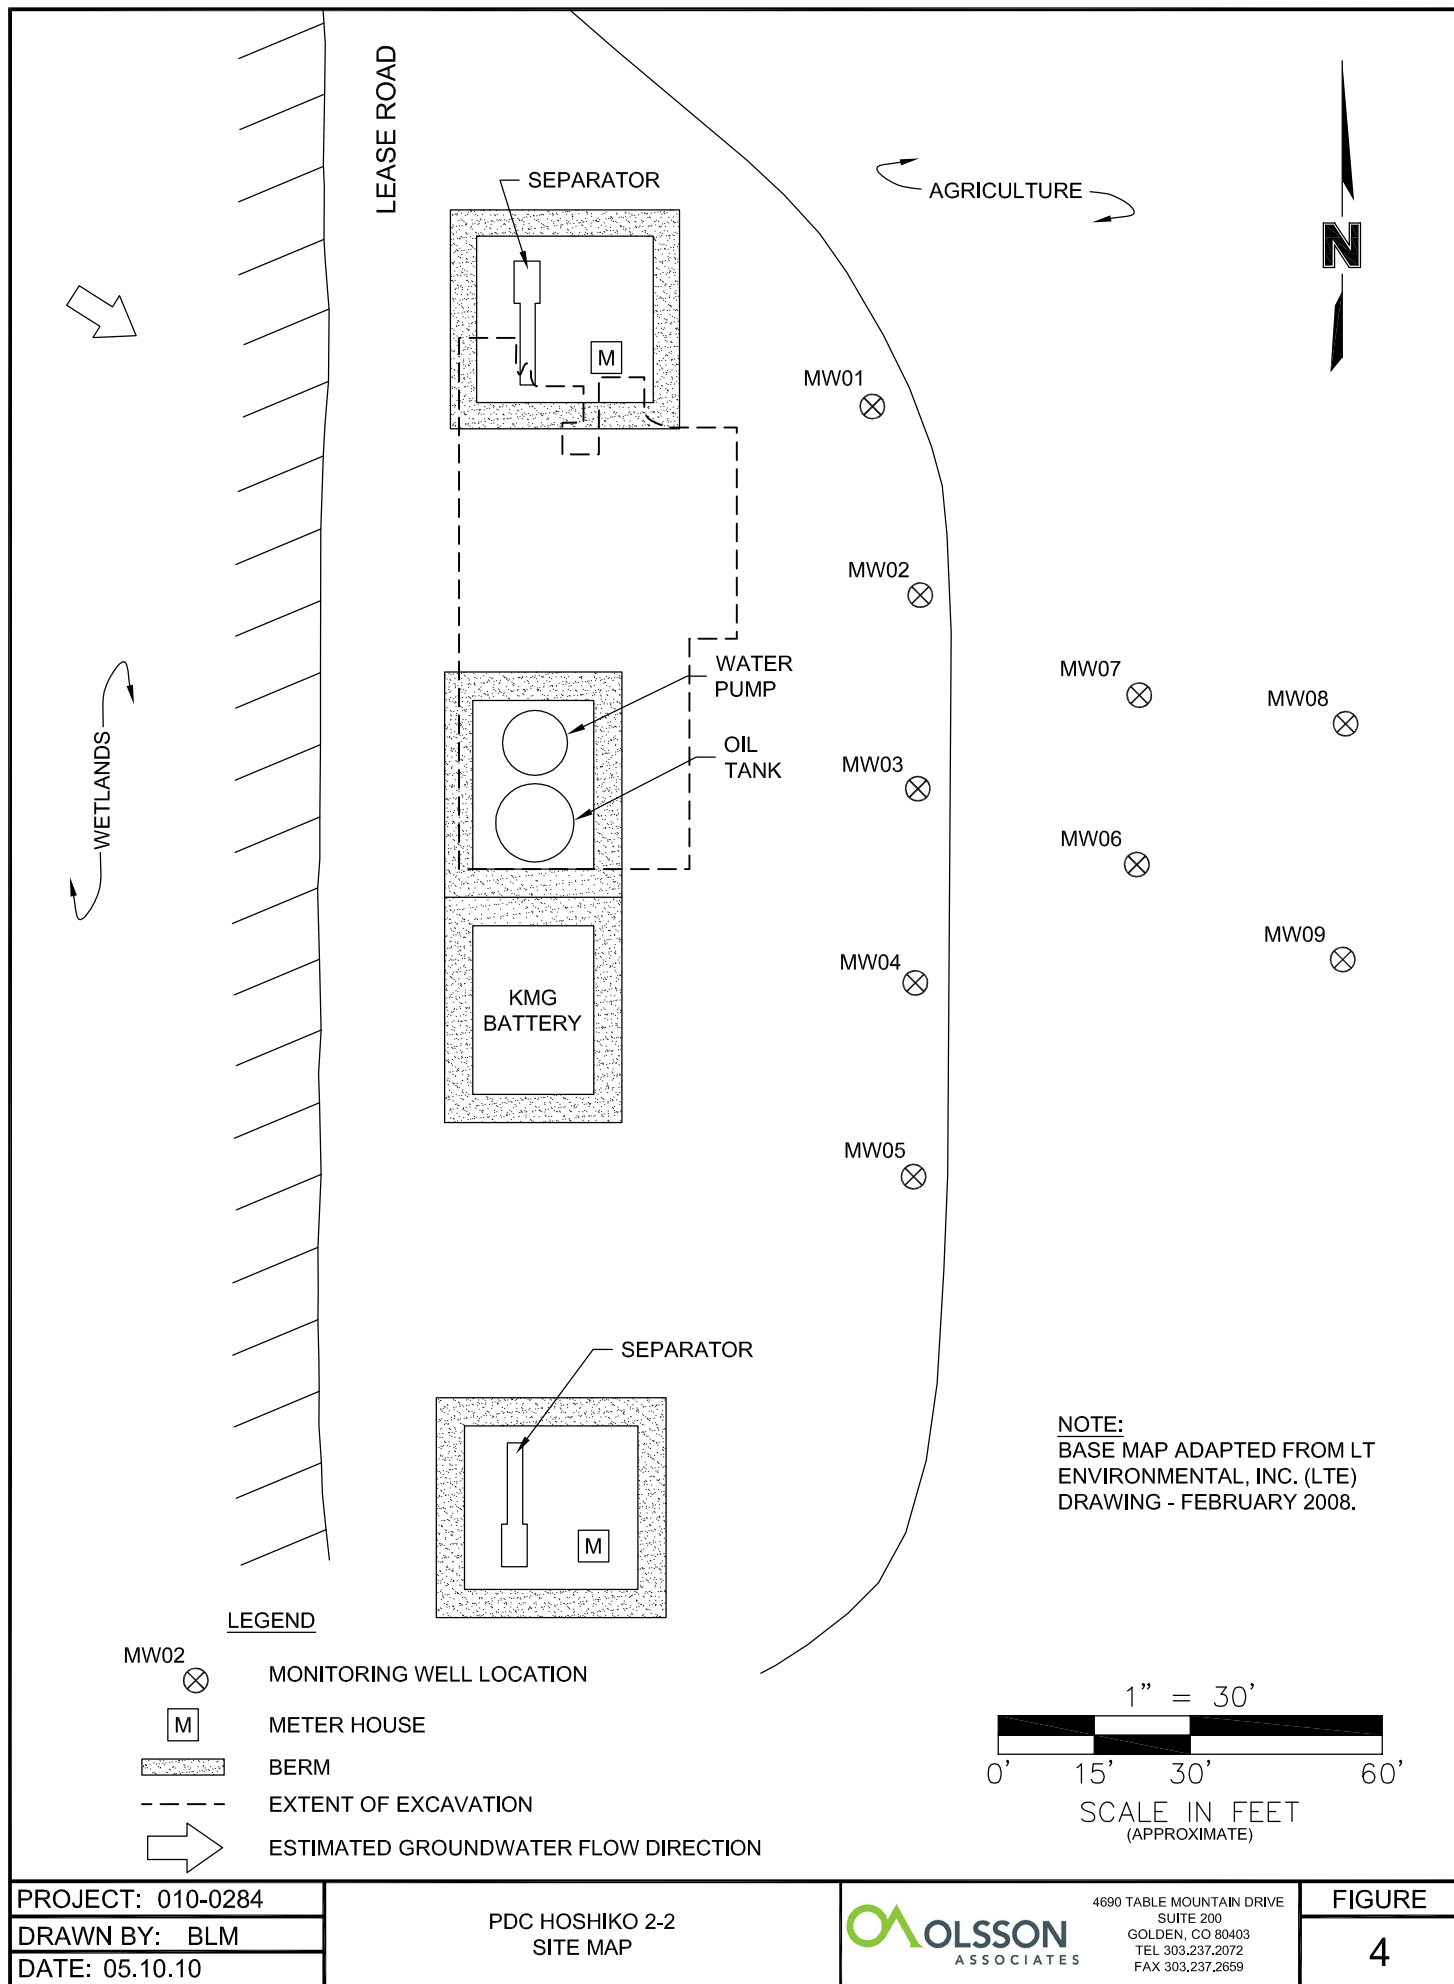 LEASE ROAD
SEPARATOR
AGRICULTURE
N
M
MW01
MW02
WATER
PUMP
MW07
MW08
OIL
TANK
MW03
WETLANDS
MW06
MW09
MW04
KMG
BATTERY
MW05
SEPARATOR
M
NOTE:
BASE MAP ADAPTED FROM LT
ENVIRONMENTAL, INC. (LTE)
DRAWING - FEBRUARY 2008.
LEGEND
MW02
MONITORING WELL LOCATION
M
METER HOUSE
BERM
EXTENT OF EXCAVATION
ESTIMATED GROUNDWATER FLOW DIRECTION
1" = 30'
0' 15' 30' 60'
SCALE IN FEET
(APPROXIMATE)
PROJECT: 010-0284
DRAWN BY: BLM
DATE: 05.10.10
PDC HOSHIKO 2-2
SITE MAP
OLSSON
ASSOCIATES
4690 TABLE MOUNTAIN DRIVE
SUITE 200
GOLDEN, CO 80403
TEL 303.237.2072
FAX 303.237.2659
FIGURE
4